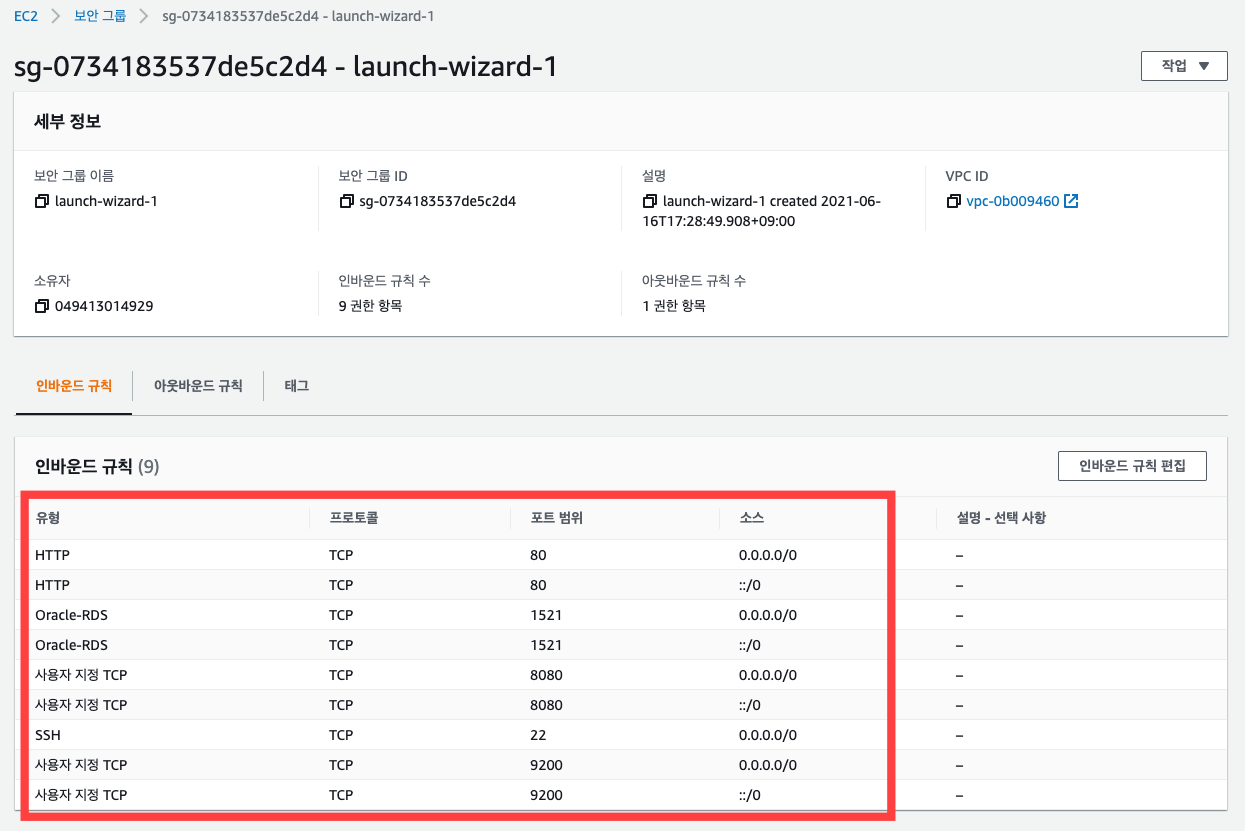 EC2 > 보안 그룹 > sg-0734183537de5c2d4 - launch-wizard-1
sg-0734183537de5c2d4 - launch-wizard-1
작업 ▼
세부 정보
보안 그룹 이름
launch-wizard-1
보안 그룹 ID
sg-0734183537de5c2d4
설명
launch-wizard-1 created 2021-06-
16T17:28:49.908+09:00
VPC ID
vpc-0b009460
소유자
049413014929
인바운드 규칙 수
9 권한 항목
아웃바운드 규칙 수
1 권한 항목
인바운드 규칙 아웃바운드 규칙 태그
인바운드 규칙 (9)
인바운드 규칙 편집
유형 프로토콜 포트 범위 소스 설명 - 선택 사항
HTTP TCP 80 0.0.0.0/0 –
HTTP TCP 80 ::/0 –
Oracle-RDS TCP 1521 0.0.0.0/0 –
Oracle-RDS TCP 1521 ::/0 –
사용자 지정 TCP TCP 8080 0.0.0.0/0 –
사용자 지정 TCP TCP 8080 ::/0 –
SSH TCP 22 0.0.0.0/0 –
사용자 지정 TCP TCP 9200 0.0.0.0/0 –
사용자 지정 TCP TCP 9200 ::/0 –